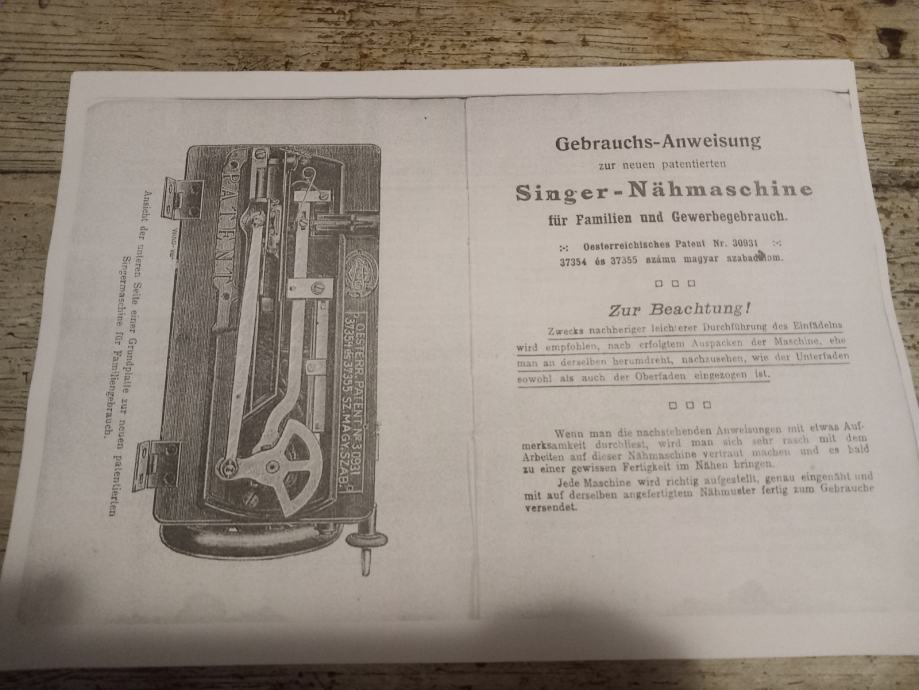 PATENT
OESTERR. PATENT Nr 30931
37354 és 37355 SZ. MAGY. SZAB.
Ansicht der unteren Seite einer Grundplatte zur neuen patentierten
Singermaschine für Familiengebrauch.
Gebrauchs-Anweisung
zur neuen patentierten
Singer-Nähmaschine
für Familien und Gewerbegebrauch.
Oesterreichisches Patent Nr. 30931
37354 és 37355 számu magyar
Zur Beachtung!
Zwecks nachheriger leichterer Durchführung des Einfädelns
wird empfohlen, nach erfolgtem Auspacken der Maschine, ehe
man an derselben herumdreht, nachzusehen, wie der Unterfaden
sowohl als auch der Oberfaden eingezogen ist.
Wenn man die nachstehenden Anweisungen mit etwas Auf-
merksamkeit durchliest, wird man sich sehr rasch mit dem
Arbeiten auf dieser Nähmaschine vertraut machen und es bald
zu einer gewissen Fertigkeit im Nähen bringen.
Jede Maschine wird richtig aufgestellt, genau eingenäht und
mit auf derselben angefertigtem Nähmuster fertig zum Gebrauche
versendet.